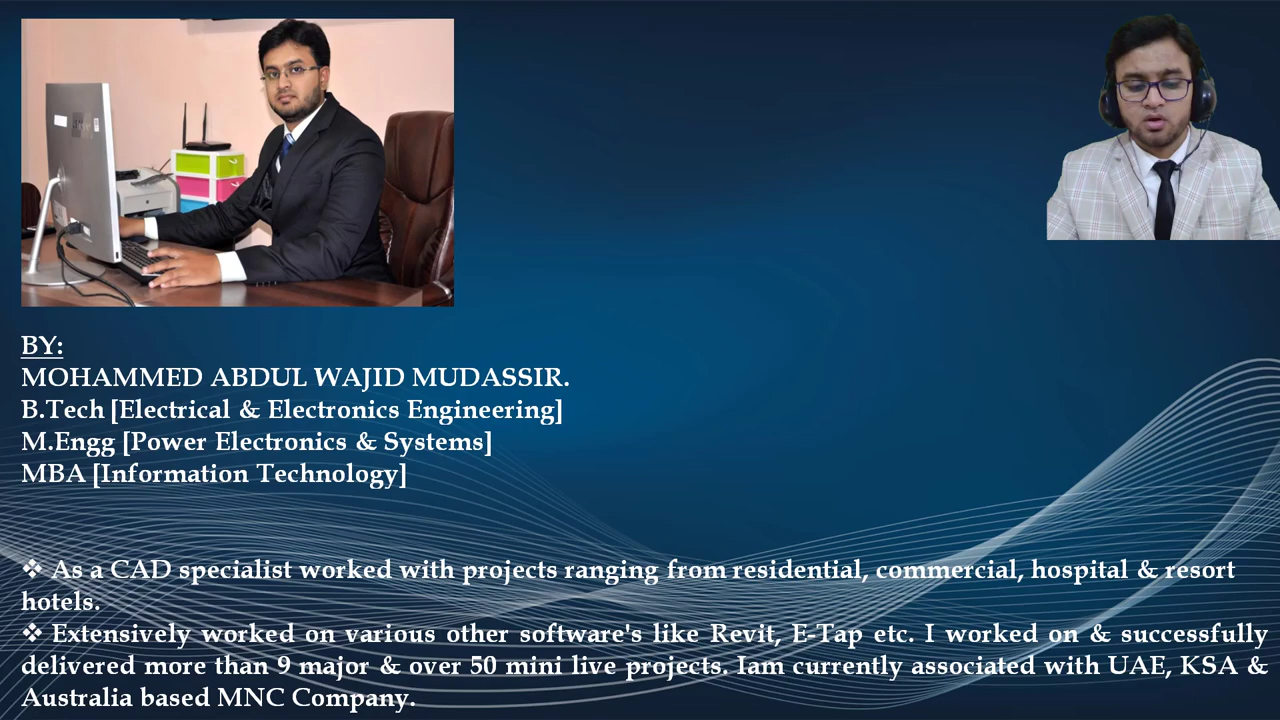 BY:
MOHAMMED ABDUL WAJID MUDASSIR.
B.Tech [Electrical & Electronics Engineering]
M.Engg [Power Electronics & Systems]
MBA [Information Technology]
❖ As a CAD specialist worked with projects ranging from residential, commercial, hospital & resort
hotels.
❖ Extensively worked on various other software's like Revit, E-Tap etc. I worked on & successfully
delivered more than 9 major & over 50 mini live projects. Iam currently associated with UAE, KSA &
Australia based MNC Company.